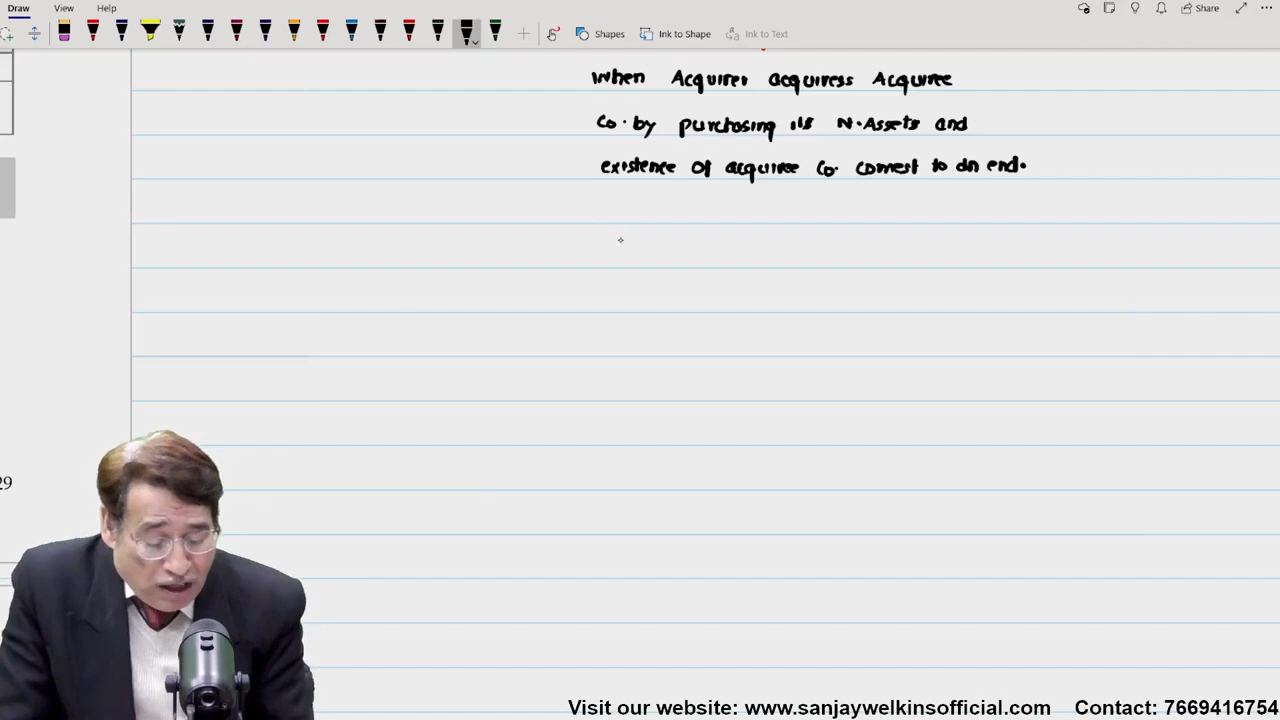 Draw View Help
Share
Shapes Ink to Shape Ink to Text
When Acquirer acquiress Acquiree
Co. by purchasing its N.Assets and
existence of acquiree Co. comest to an end.
29
Visit our website: www.sanjaywelkinsofficial.com Contact: 7669416754